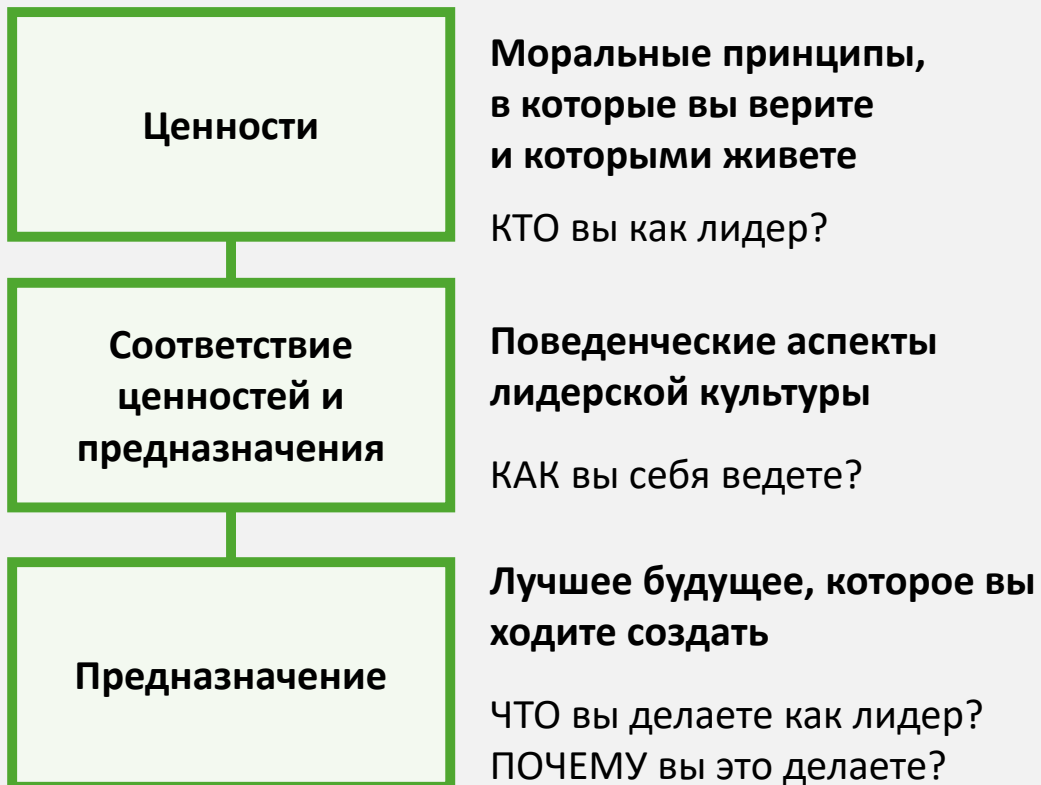 Ценности
Моральные принципы,
в которые вы верите
и которыми живете
КТО вы как лидер?
Соответствие
ценностей и
предназначения
Поведенческие аспекты
лидерской культуры
КАК вы себя ведете?
Предназначение
Лучшее будущее, которое вы
ходите создать
ЧТО вы делаете как лидер?
ПОЧЕМУ вы это делаете?